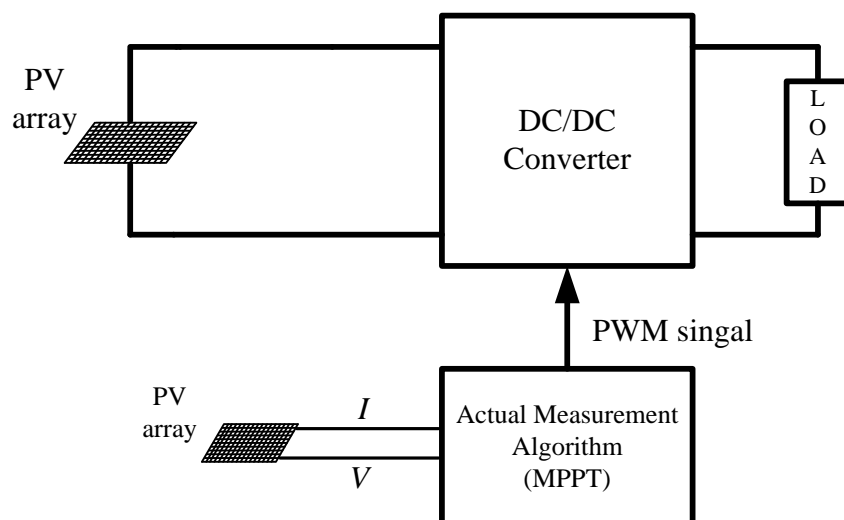 PV
array
DC/DC
Converter
L
O
A
D
PWM singal
PV
array
I
V
Actual Measurement
Algorithm
(MPPT)